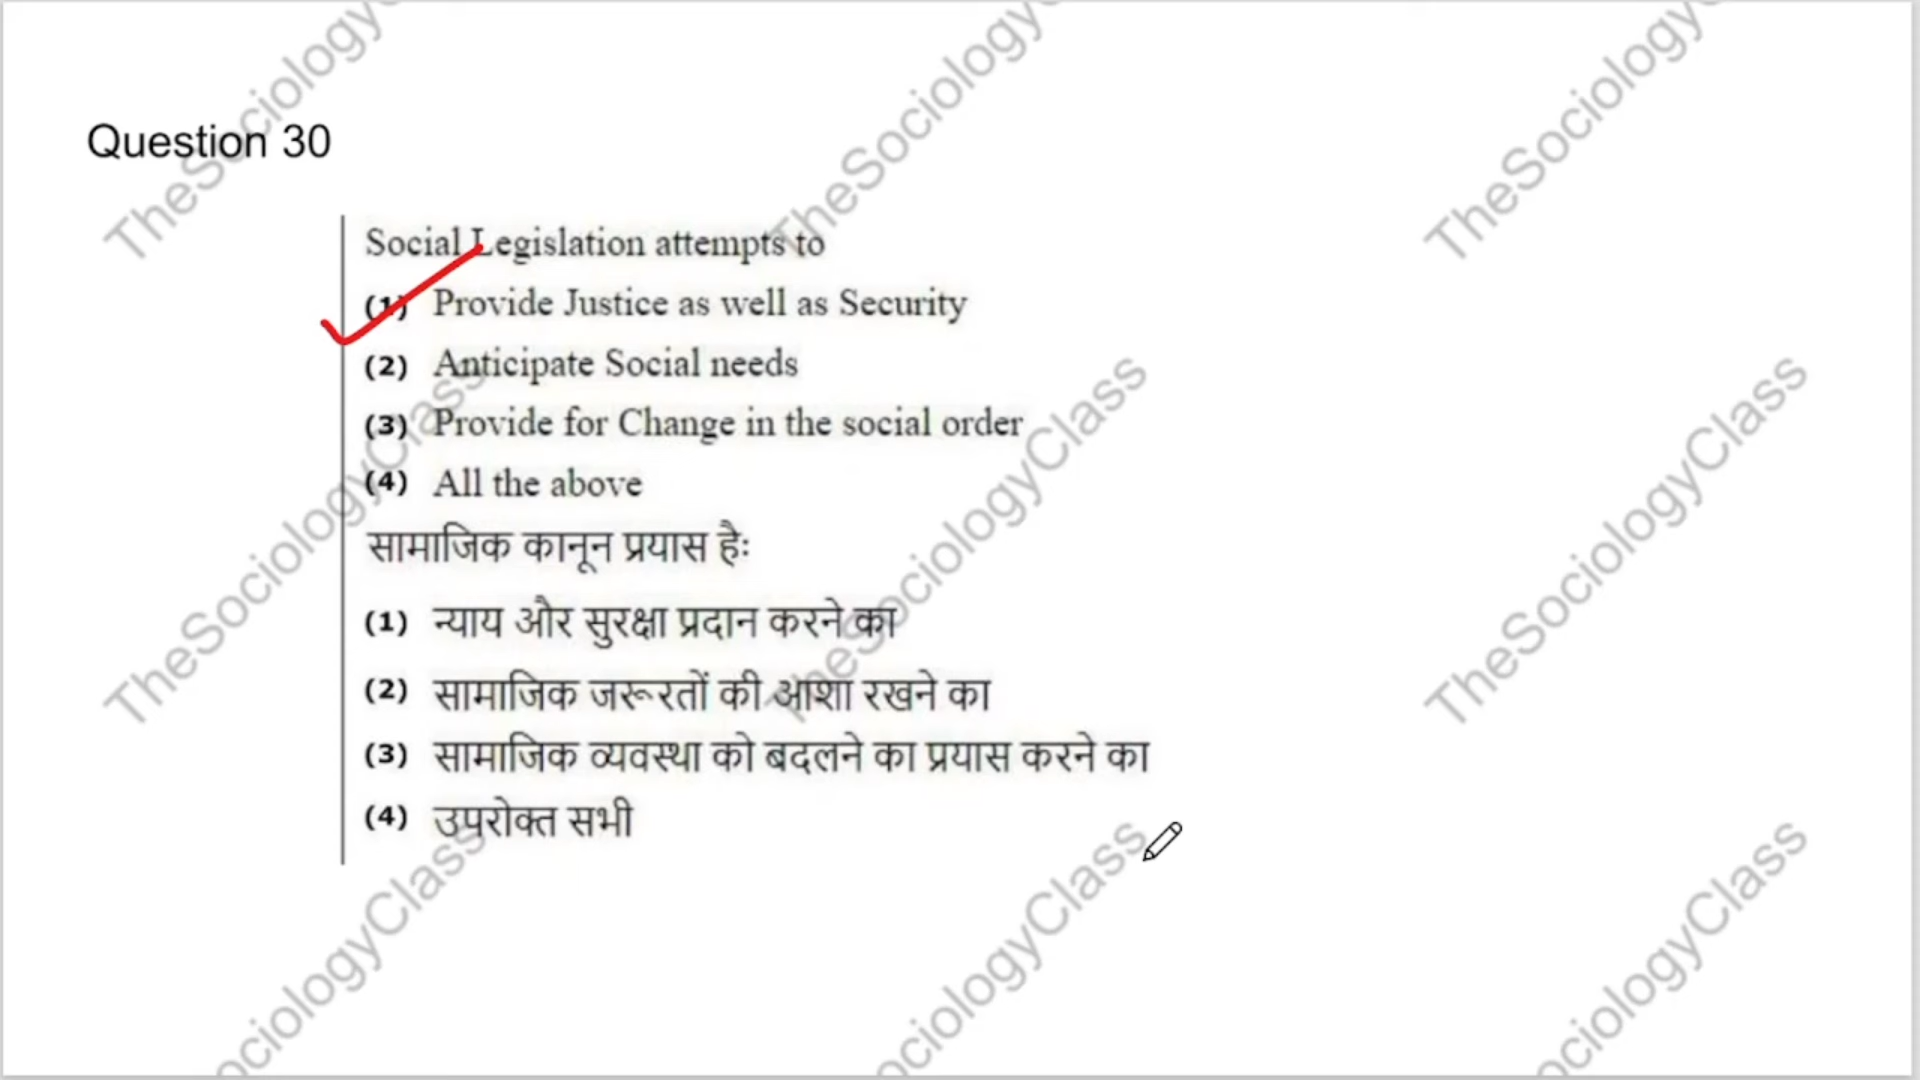 Question 30
Social Legislation attempts to
(1) Provide Justice as well as Security
(2) Anticipate Social needs
(3) Provide for Change in the social order
(4) All the above
सामाजिक कानून प्रयास हैः
(1) न्याय और सुरक्षा प्रदान करने का
(2) सामाजिक जरूरतों की आशा रखने का
(3) सामाजिक व्यवस्था को बदलने का प्रयास करने का
(4) उपरोक्त सभी
TheSociologyClass